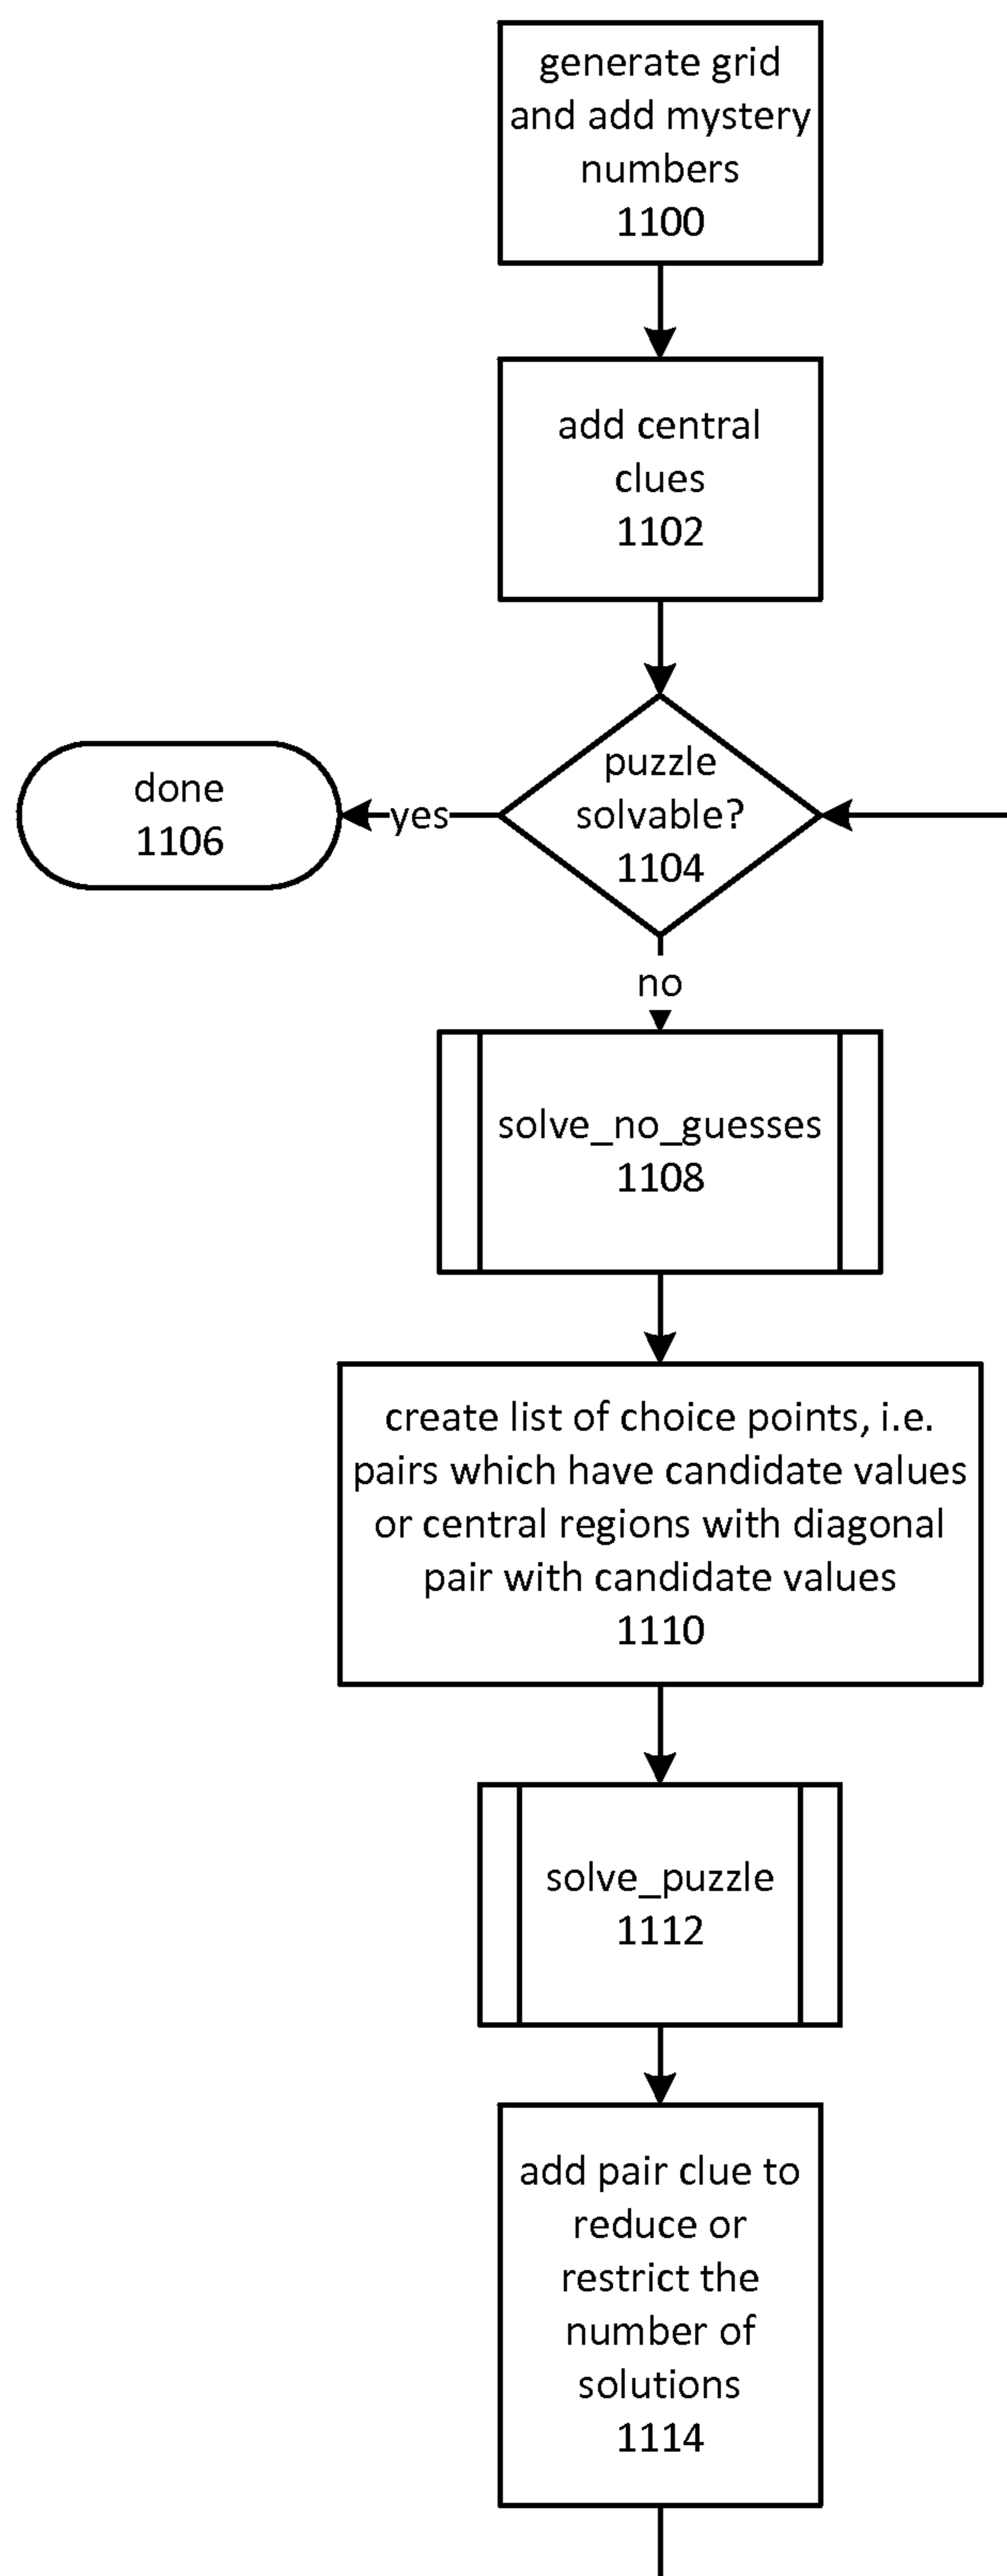 generate grid
and add mystery
numbers
1100
add central
clues
1102
puzzle
solvable?
1104
yes
done
1106
no
solve_no_guesses
1108
create list of choice points, i.e.
pairs which have candidate values
or central regions with diagonal
pair with candidate values
1110
solve_puzzle
1112
add pair clue to
reduce or
restrict the
number of
solutions
1114